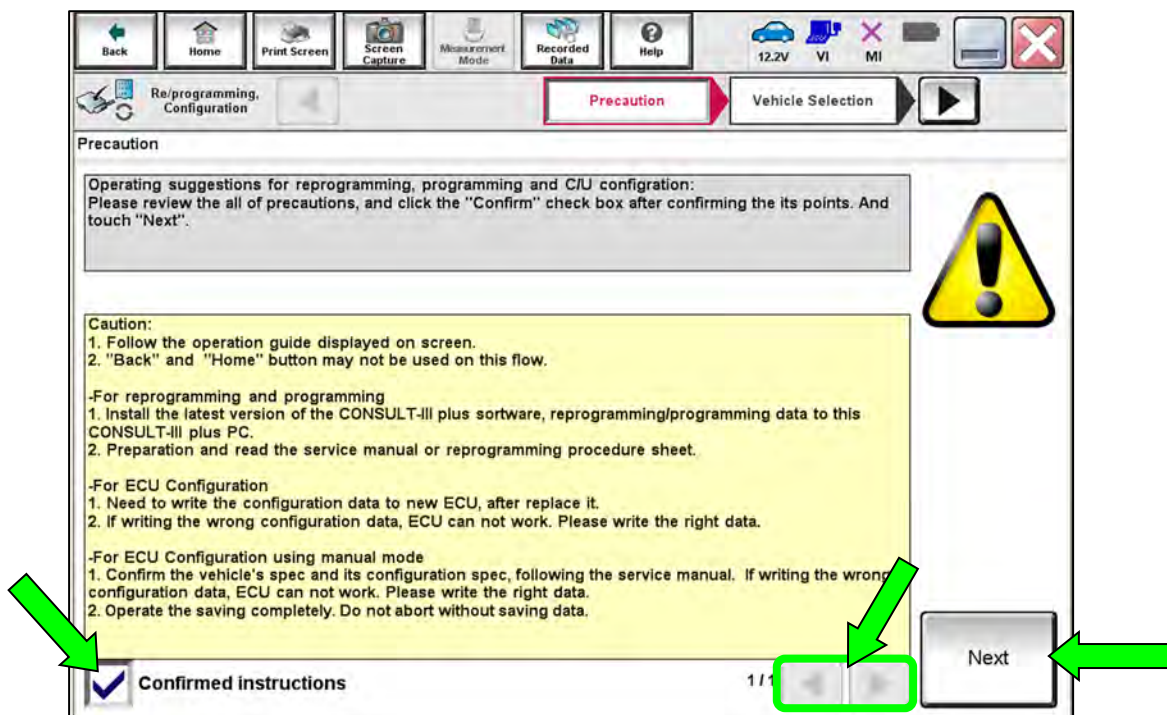 Back
Home
Print Screen
Screen
Capture
Measurement
Mode
Recorded
Data
Help
12.2V
VI
MI
Re/programming,
Configuration
Precaution
Vehicle Selection
Precaution
Operating suggestions for reprogramming, programming and C/U configration:
Please review the all of precautions, and click the "Confirm" check box after confirming the its points. And
touch "Next".
Caution:
1. Follow the operation guide displayed on screen.
2. "Back" and "Home" button may not be used on this flow.
-For reprogramming and programming
1. Install the latest version of the CONSULT-III plus sortware, reprogramming/programming data to this
CONSULT-III plus PC.
2. Preparation and read the service manual or reprogramming procedure sheet.
-For ECU Configuration
1. Need to write the configuration data to new ECU, after replace it.
2. If writing the wrong configuration data, ECU can not work. Please write the right data.
-For ECU Configuration using manual mode
1. Confirm the vehicle's spec and its configuration spec, following the service manual. If writing the wrong
configuration data, ECU can not work. Please write the right data.
2. Operate the saving completely. Do not abort without saving data.
Confirmed instructions
1/1
Next